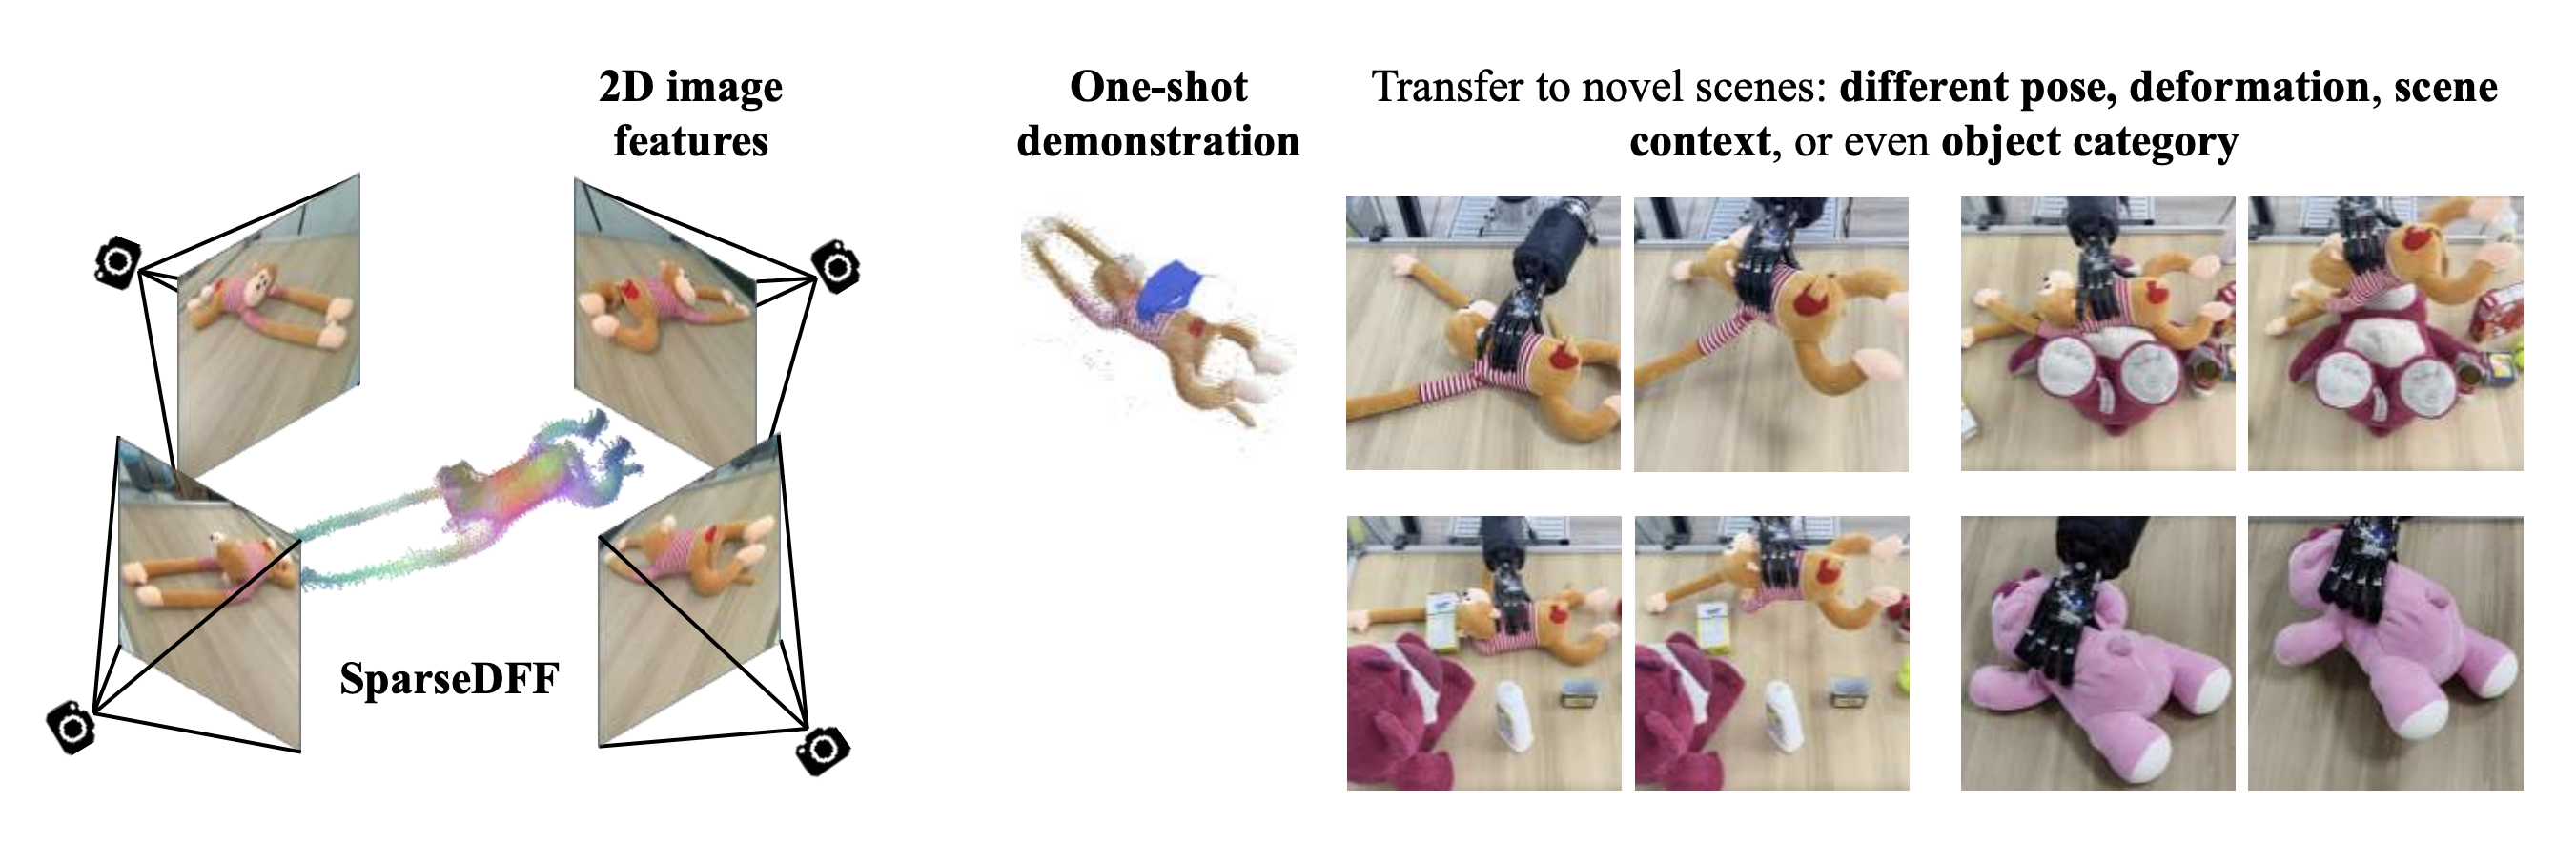 2D image
features
One-shot
demonstration
Transfer to novel scenes: different pose, deformation, scene
context, or even object category
SparseDFF